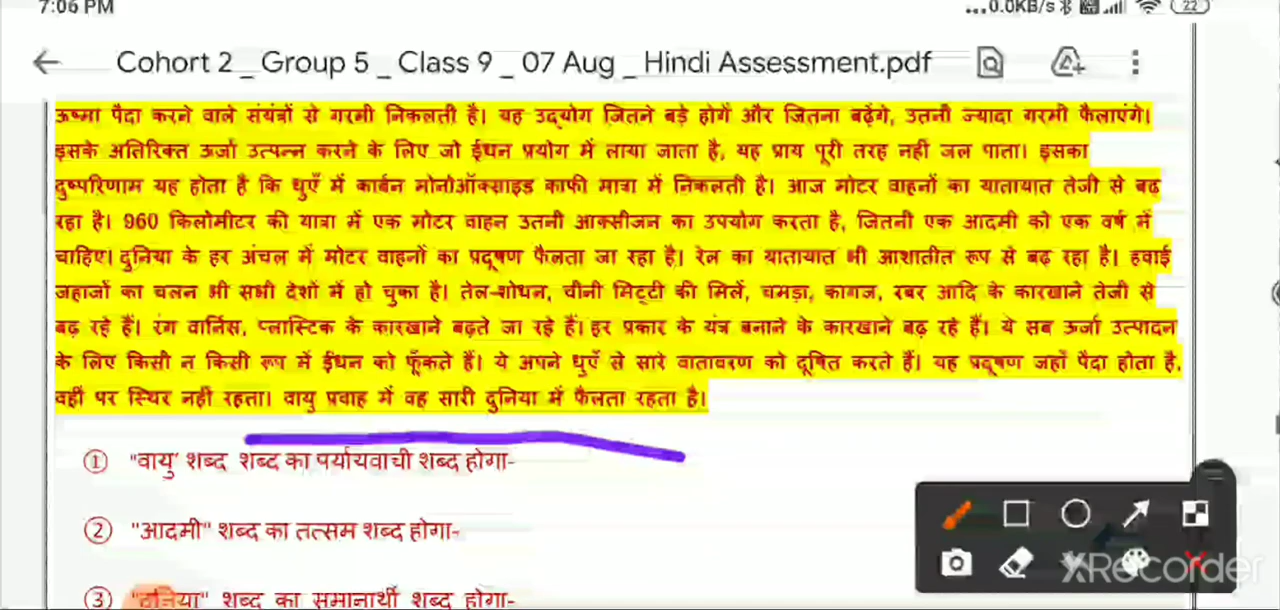 7:06 PM
...0.0KB/s 22
Cohort 2 _ Group 5 _ Class 9 _ 07 Aug _ Hindi Assessment.pdf
ऊष्मा पैदा करने वाले संयंत्रों से गरमी निकलती है। यह उद्योग जितने बड़े होगें और जितना बढ़ेंगे, उतनी ज्यादा गरमी फैलाएंगे।
इसके अतिरिक्त ऊर्जा उत्पन्न करने के लिए जो ईंधन प्रयोग में लाया जाता है, यह प्राय पूरी तरह नहीं जल पाता। इसका
दुष्परिणाम यह होता है कि धुएँ में कार्बन मोनोऑक्साइड काफी मात्रा में निकलती है। आज मोटर वाहनों का यातायात तेजी से बढ़
रहा है। 960 किलोमीटर की यात्रा में एक मोटर वाहन उतनी आक्सीजन का उपयोग करता है, जितनी एक आदमी को एक वर्ष में
चाहिए। दुनिया के हर अंचल में मोटर वाहनों का प्रदूषण फैलता जा रहा है। रेल का यातायात भी आशातीत रूप से बढ़ रहा है। हवाई
जहाजों का चलन भी सभी देशों में हो चुका है। तेल-शोधन, चीनी मिट्टी की मिलें, चमड़ा, कागज, रबर आदि के कारखाने तेजी से
बढ़ रहे हैं। रंग वार्निस, प्लास्टिक के कारखाने बढ़ते जा रहे हैं। हर प्रकार के यंत्र बनाने के कारखाने बढ़ रहे हैं। ये सब ऊर्जा उत्पादन
के लिए किसी न किसी रूप में ईंधन को फूँकते हैं। ये अपने धुएँ से सारे वातावरण को दूषित करते हैं। यह प्रदूषण जहाँ पैदा होता है,
वहीं पर स्थिर नहीं रहता। वायु प्रवाह में वह सारी दुनिया में फैलता रहता है।
① "वायु' शब्द शब्द का पर्यायवाची शब्द होगा-
② "आदमी" शब्द का तत्सम शब्द होगा-
③ "दुनिया" शब्द का समानार्थी शब्द होगा-
XRecorder